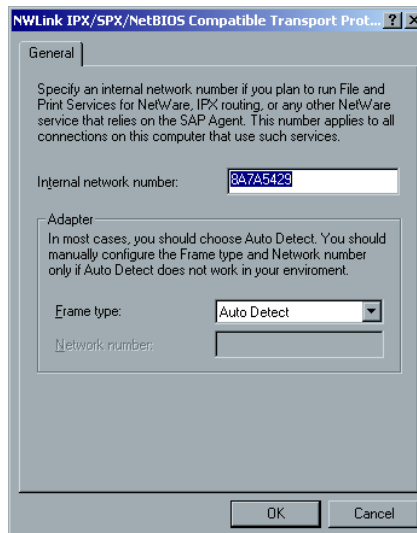 NWLink IPX/SPX/NetBIOS Compatible Transport Prot... ? X
General
Specify an internal network number if you plan to run File and
Print Services for NetWare, IPX routing, or any other NetWare
service that relies on the SAP Agent. This number applies to all
connections on this computer that use such services.
Internal network number: 8A7A5429
Adapter
In most cases, you should choose Auto Detect. You should
manually configure the Frame type and Network number
only if Auto Detect does not work in your enviroment.
Frame type: Auto Detect
Network number:
OK Cancel